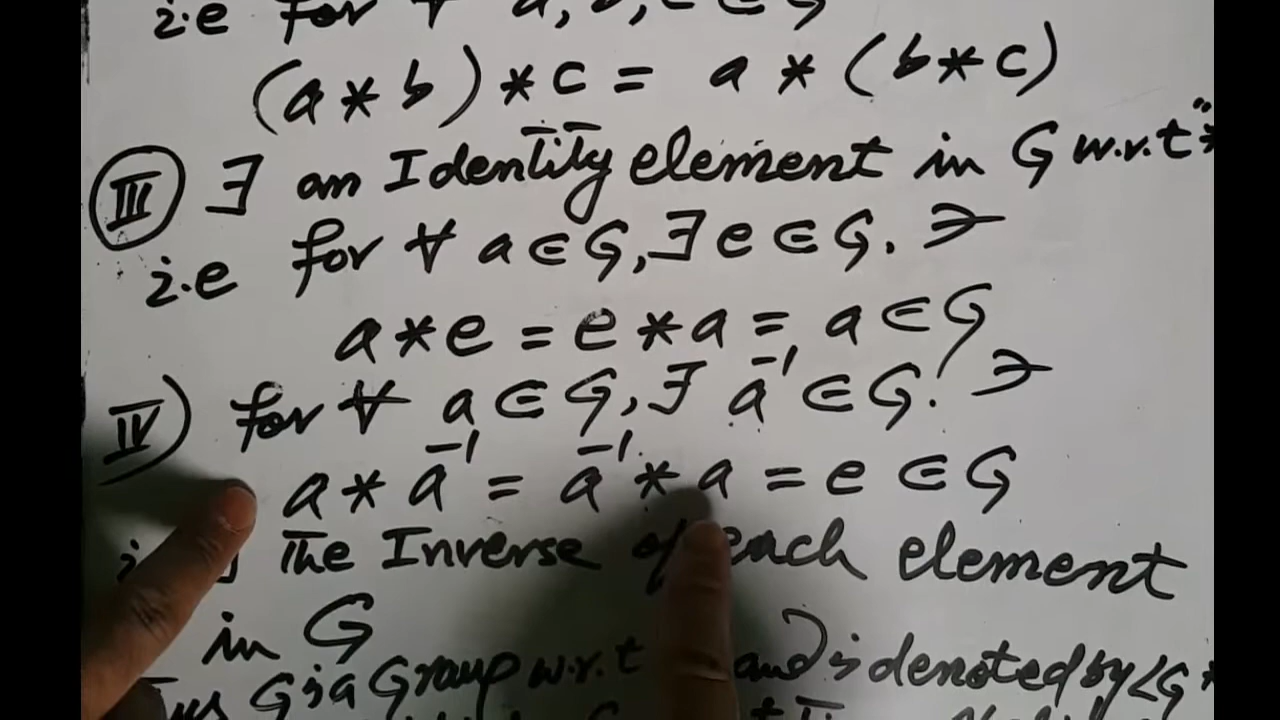 i.e for ∀ a, b, c ∈ G
(a * b) * c = a * (b * c)
III ∃ an Identity element in G w.r.t "*
i.e for ∀ a ∈ G, ∃ e ∈ G. ∋
a * e = e * a = a ∈ G
IV) for ∀ a ∈ G, ∃ a⁻¹ ∈ G. ∋
a * a⁻¹ = a⁻¹ * a = e ∈ G
The Inverse of each element
in G
G is a Group w.r.t and is denoted by <G *